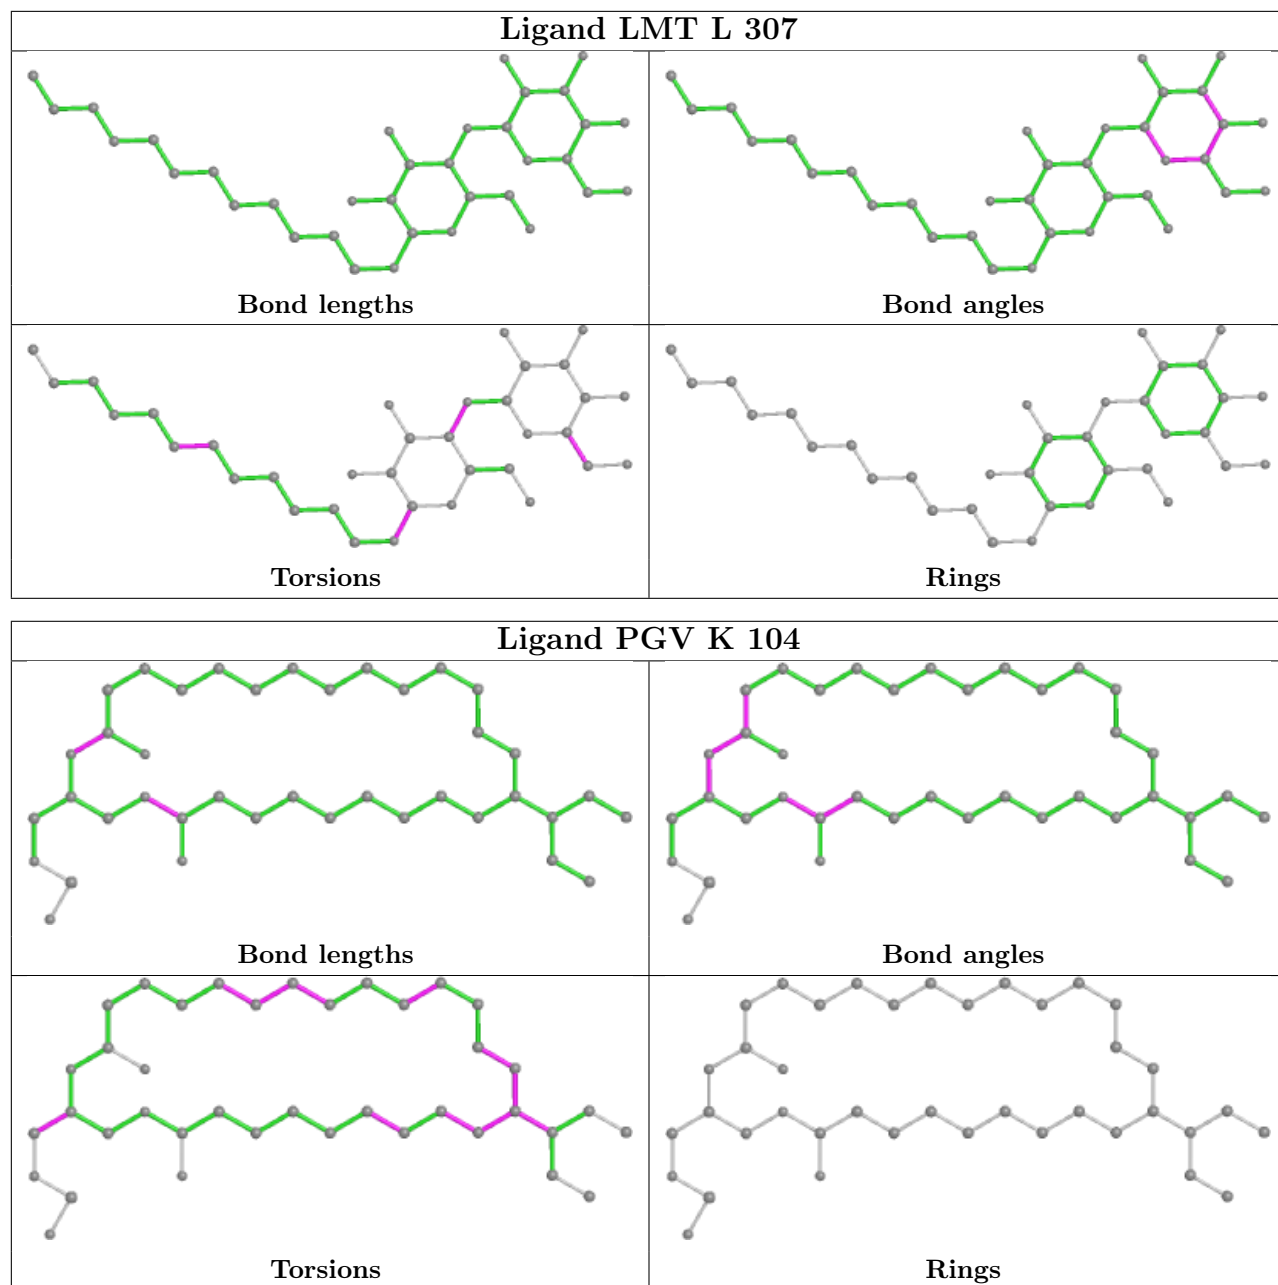 Ligand LMT L 307
Bond lengths
Bond angles
Torsions
Rings
Ligand PGV K 104
Bond lengths
Bond angles
Torsions
Rings